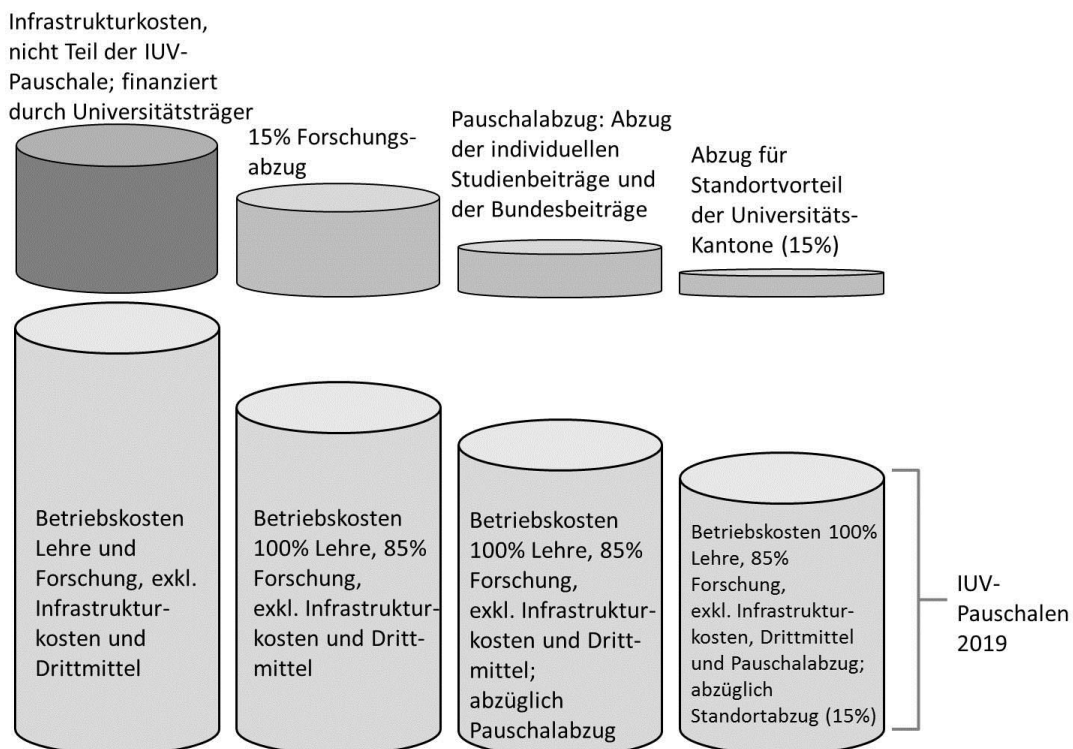 Infrastrukturkosten,
nicht Teil der IUV-
Pauschale; finanziert
durch Universitätsträger
15% Forschungs-
abzug
Pauschalabzug: Abzug
der individuellen
Studienbeiträge und
der Bundesbeiträge
Abzug für
Standortvorteil
der Universitäts-
Kantone (15%)
Betriebskosten
Lehre und
Forschung, exkl.
Infrastruktur-
kosten und
Drittmittel
Betriebskosten
100% Lehre, 85%
Forschung,
exkl. Infrastruktur-
kosten und Dritt-
mittel
Betriebskosten
100% Lehre, 85%
Forschung,
exkl. Infrastruktur-
kosten und Dritt-
mittel;
abzüglich
Pauschalabzug
Betriebskosten 100%
Lehre, 85%
Forschung,
exkl. Infrastruktur-
kosten, Drittmittel
und Pauschalabzug;
abzüglich
Standortabzug (15%)
IUV-
Pauschalen
2019